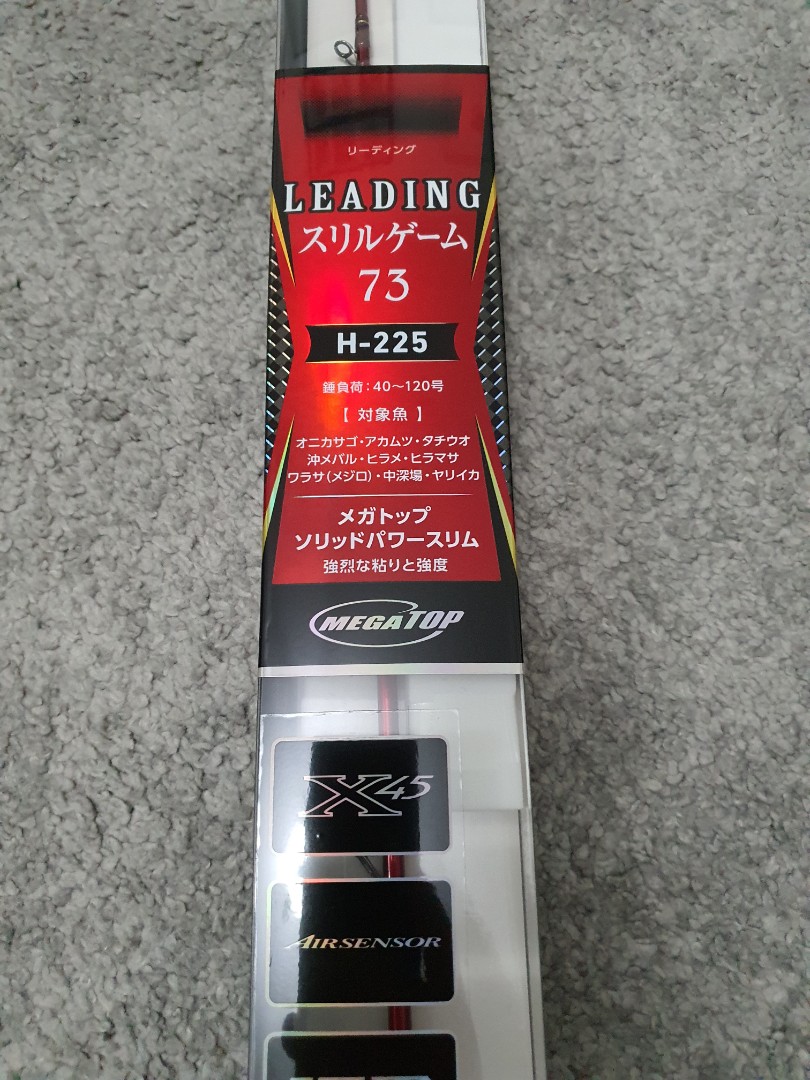 リーディング
LEADING
スリルゲーム
73
H-225
錘負荷：40～120号
【 対象魚 】
オニカサゴ・アカムツ・タチウオ
沖メバル・ヒラメ・ヒラマサ
ワラサ（メジロ）・中深場・ヤリイカ
メガトップ
ソリッドパワースリム
強烈な粘りと強度
MEGATOP
X45
AIRSENSOR